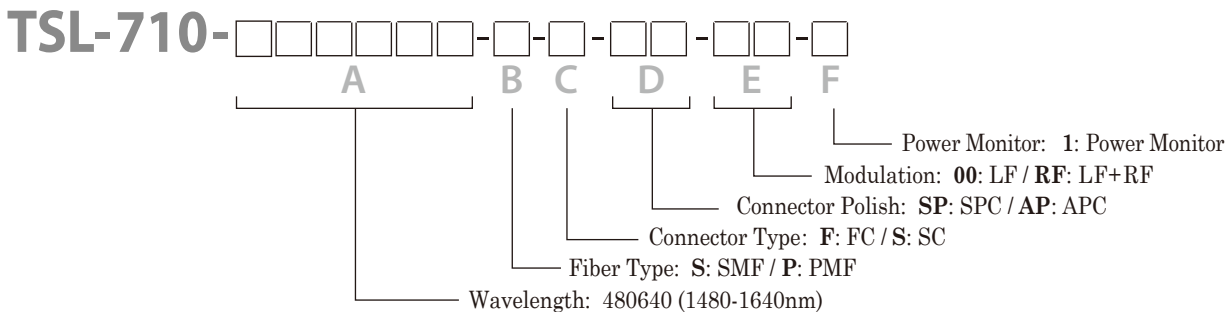 TSL-710-□□□□□□-□-□-□□-□□-□
A B C D E F
Power Monitor: 1: Power Monitor
Modulation: 00: LF / RF: LF+RF
Connector Polish: SP: SPC / AP: APC
Connector Type: F: FC / S: SC
Fiber Type: S: SMF / P: PMF
Wavelength: 480640 (1480-1640nm)